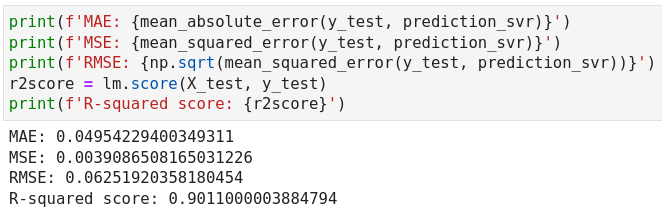 print(f'MAE: {mean_absolute_error(y_test, prediction_svr)}')
print(f'MSE: {mean_squared_error(y_test, prediction_svr)}')
print(f'RMSE: {np.sqrt(mean_squared_error(y_test, prediction_svr))}')
r2score = lm.score(X_test, y_test)
print(f'R-squared score: {r2score}')
MAE: 0.04954229400349311
MSE: 0.0039086508165031226
RMSE: 0.06251920358180454
R-squared score: 0.9011000003884794